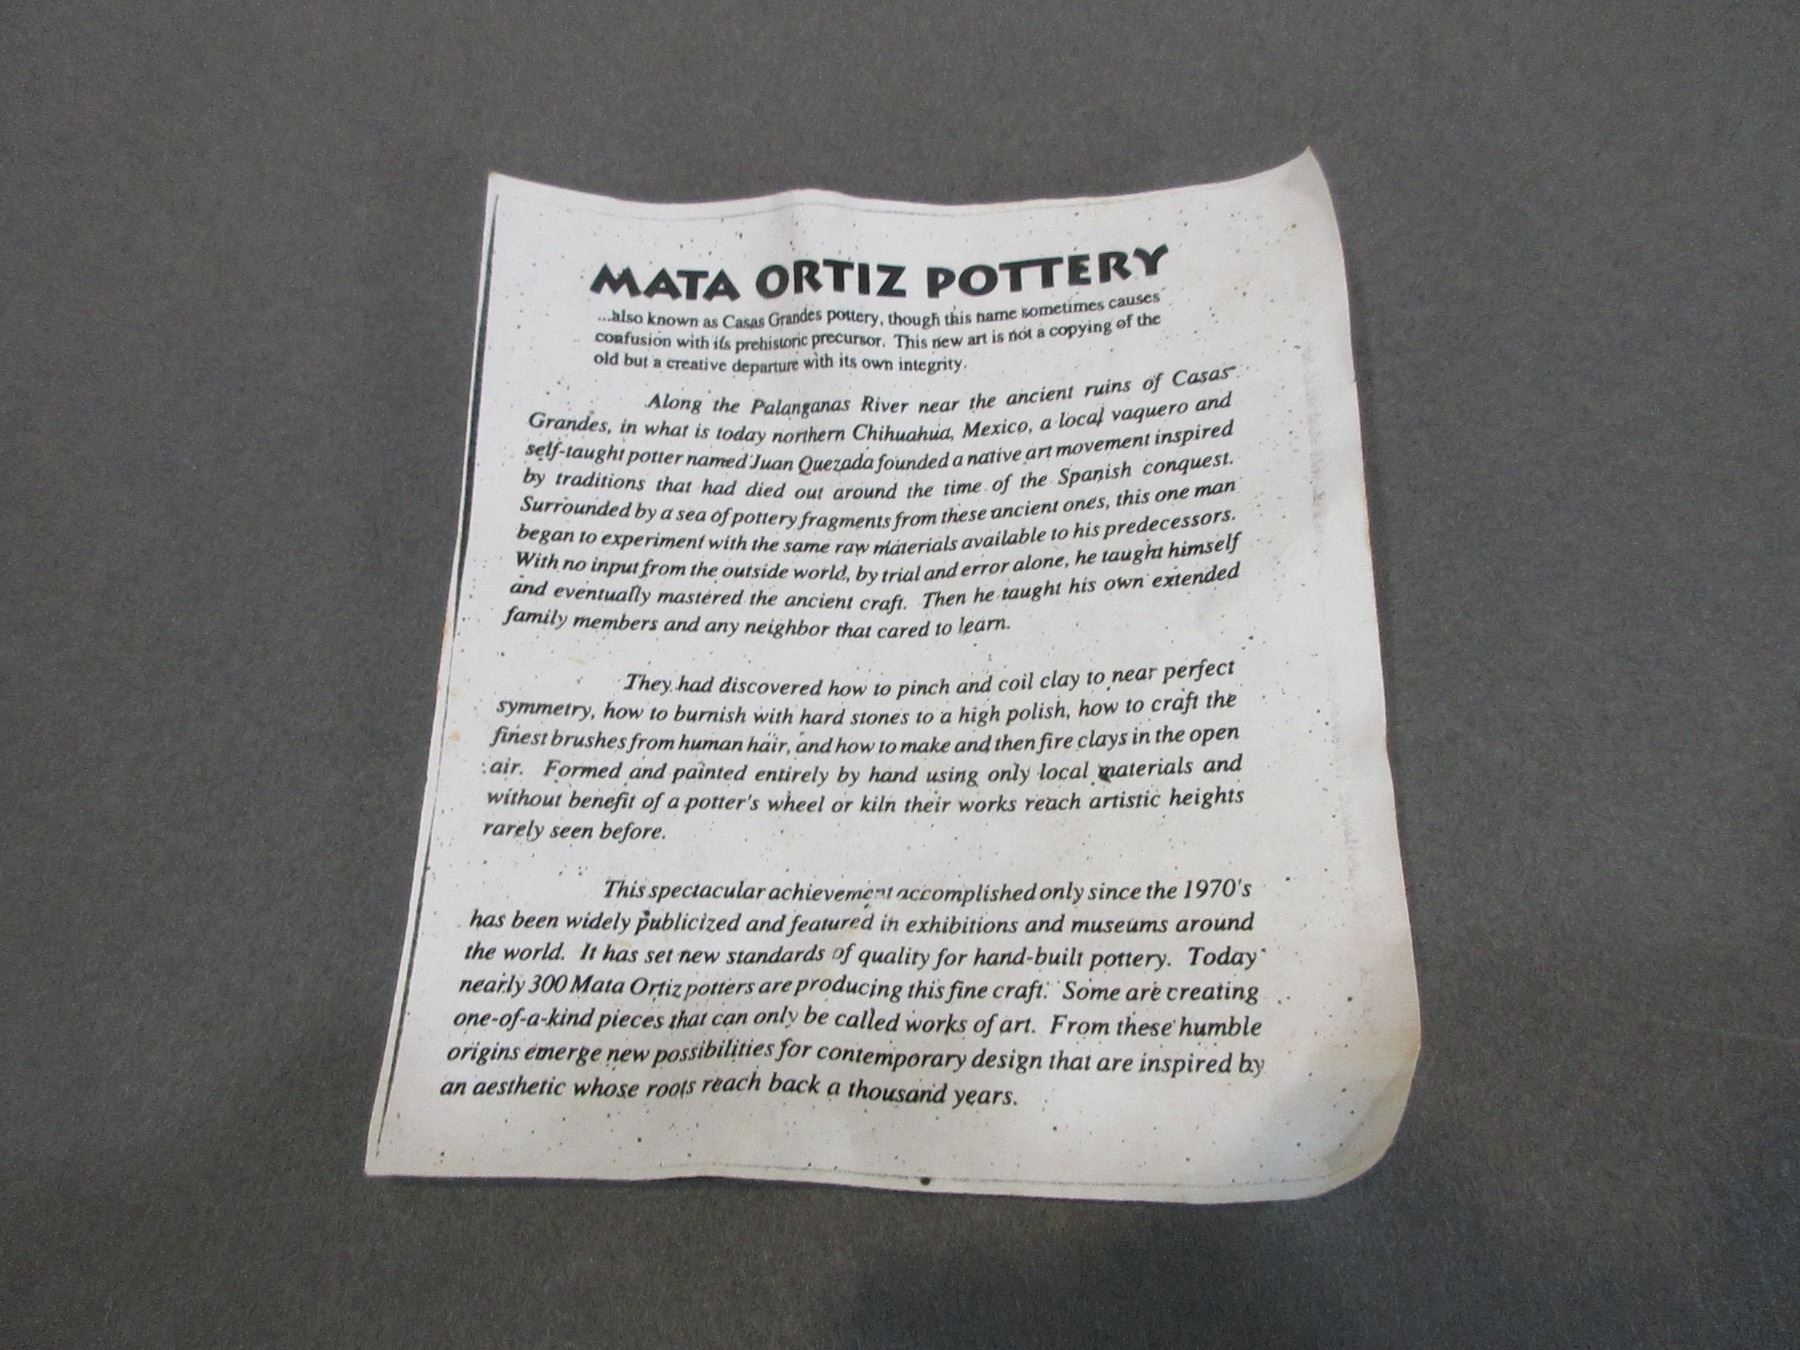 MATA ORTIZ POTTERY
...also known as Casas Grandes pottery, though this name sometimes causes
confusion with its prehistoric precursor. This new art is not a copying of the
old but a creative departure with its own integrity.
Along the Palanganas River near the ancient ruins of Casas
Grandes, in what is today northern Chihuahua, Mexico, a local vaquero and
self-taught potter named Juan Quezada founded a native art movement inspired
by traditions that had died out around the time of the Spanish conquest.
Surrounded by a sea of pottery fragments from these ancient ones, this one man
began to experiment with the same raw materials available to his predecessors.
With no input from the outside world, by trial and error alone, he taught himself
and eventually mastered the ancient craft. Then he taught his own extended
family members and any neighbor that cared to learn.
They had discovered how to pinch and coil clay to near perfect
symmetry, how to burnish with hard stones to a high polish, how to craft the
finest brushes from human hair, and how to make and then fire clays in the open
air. Formed and painted entirely by hand using only local materials and
without benefit of a potter's wheel or kiln their works reach artistic heights
rarely seen before.
This spectacular achievement accomplished only since the 1970's
has been widely publicized and featured in exhibitions and museums around
the world. It has set new standards of quality for hand-built pottery. Today
nearly 300 Mata Ortiz potters are producing this fine craft. Some are creating
one-of-a-kind pieces that can only be called works of art. From these humble
origins emerge new possibilities for contemporary design that are inspired by
an aesthetic whose roots reach back a thousand years.